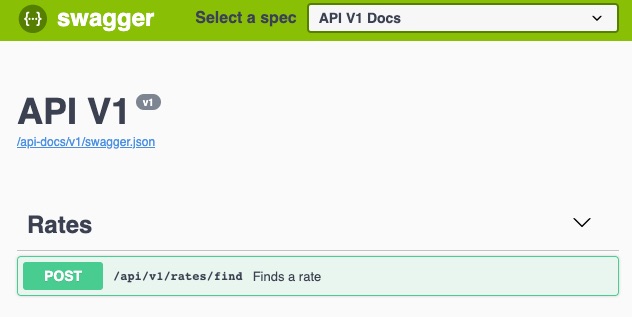 {··} swagger Select a spec API V1 Docs
API V1 v1
/api-docs/v1/swagger.json
Rates
POST /api/v1/rates/find Finds a rate